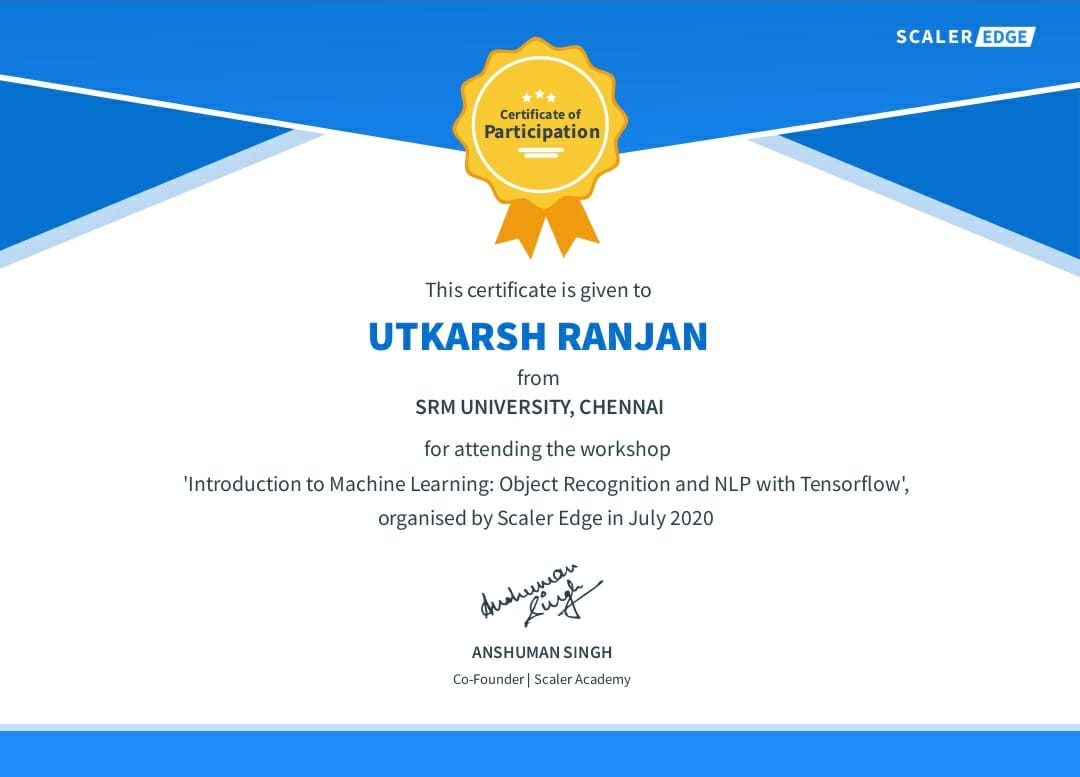 SCALER EDGE
Certificate of
Participation
This certificate is given to
UTKARSH RANJAN
from
SRM UNIVERSITY, CHENNAI
for attending the workshop
'Introduction to Machine Learning: Object Recognition and NLP with Tensorflow',
organised by Scaler Edge in July 2020
Anshuman
Singh
ANSHUMAN SINGH
Co-Founder | Scaler Academy